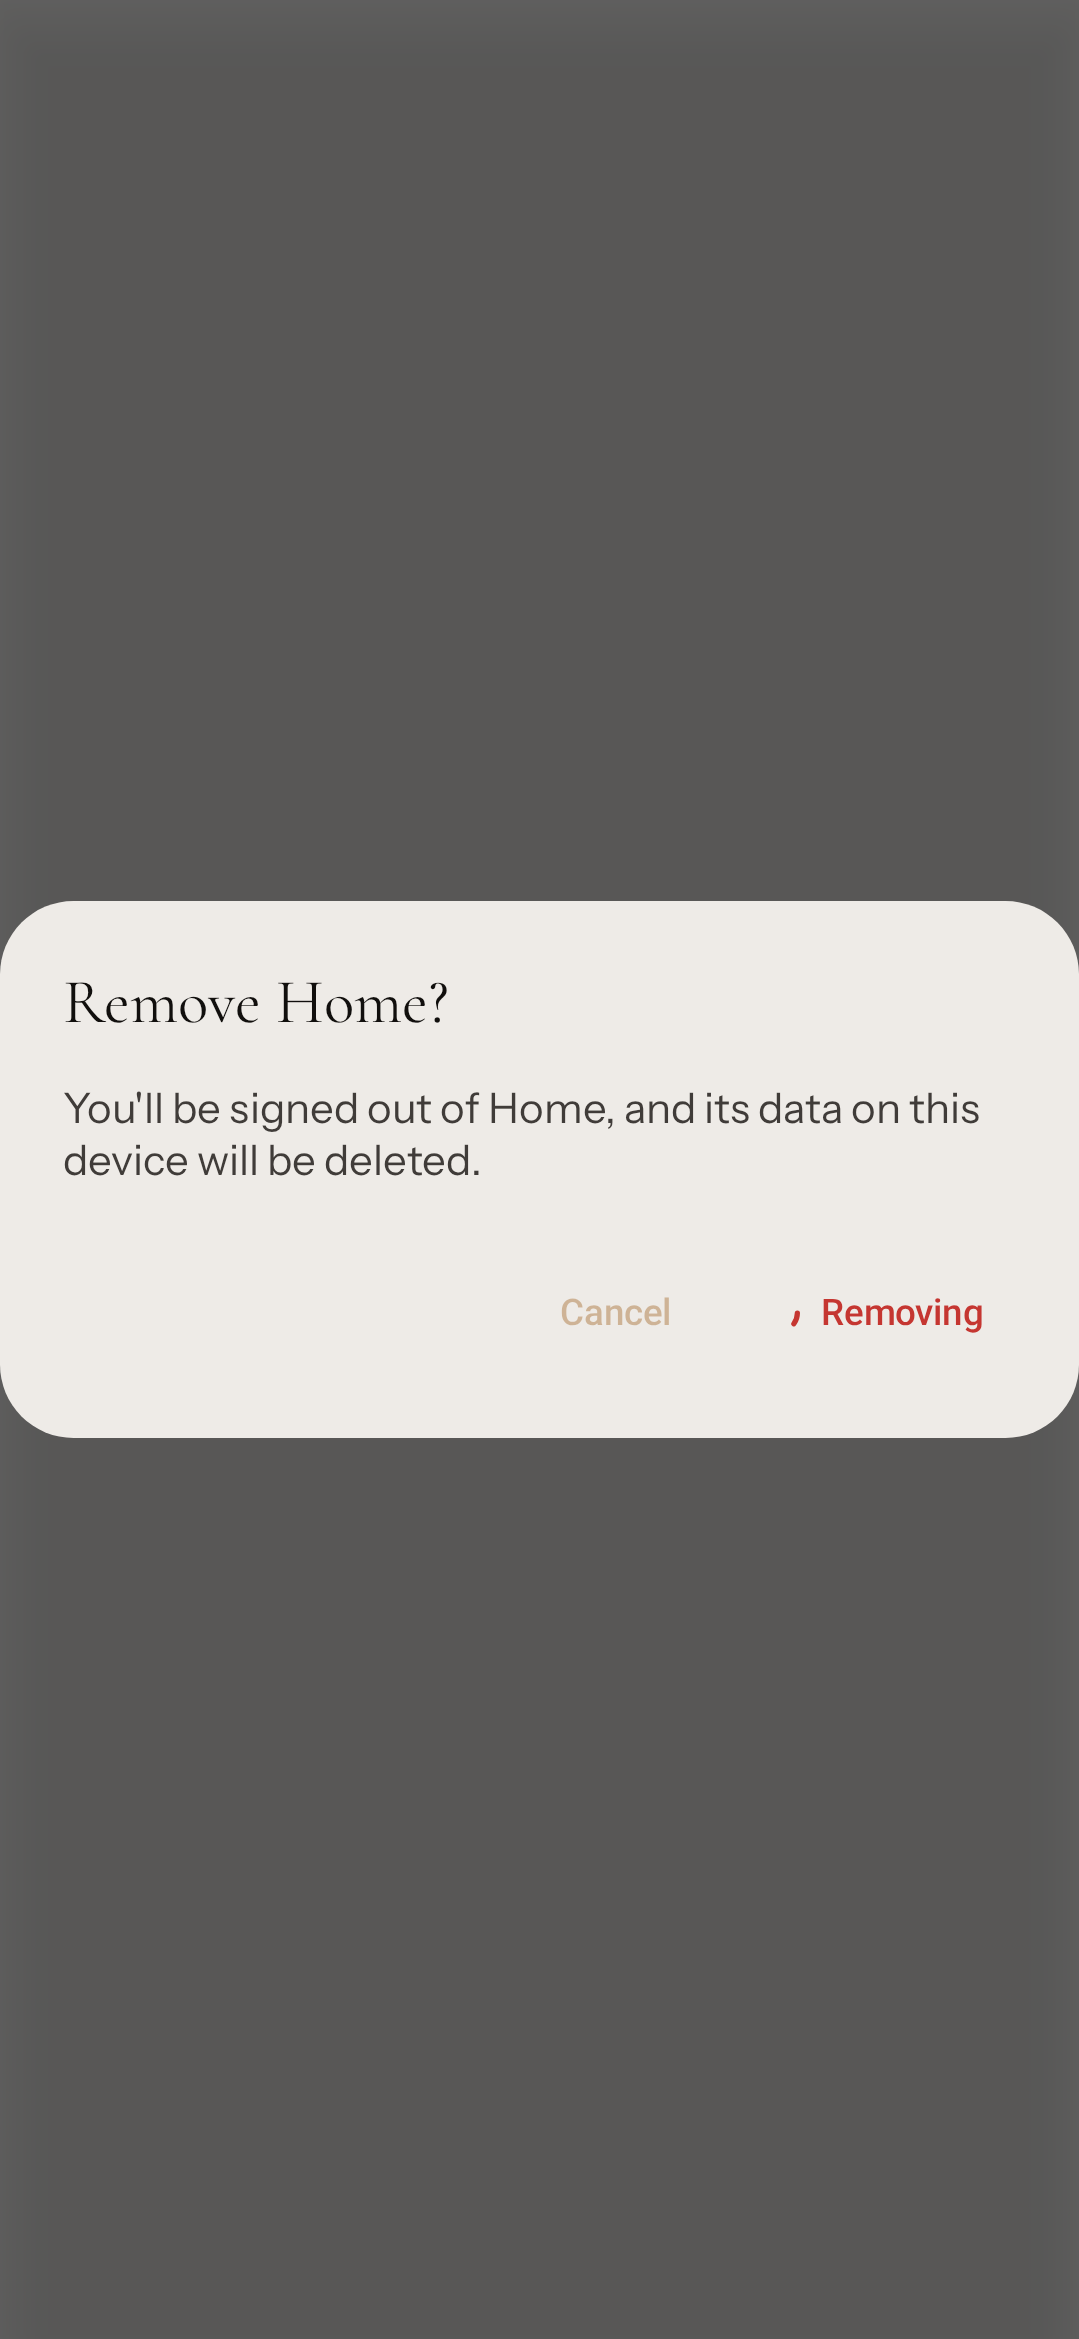 Remove Home?
You'll be signed out of Home, and its data on this
device will be deleted.
Cancel
Removing